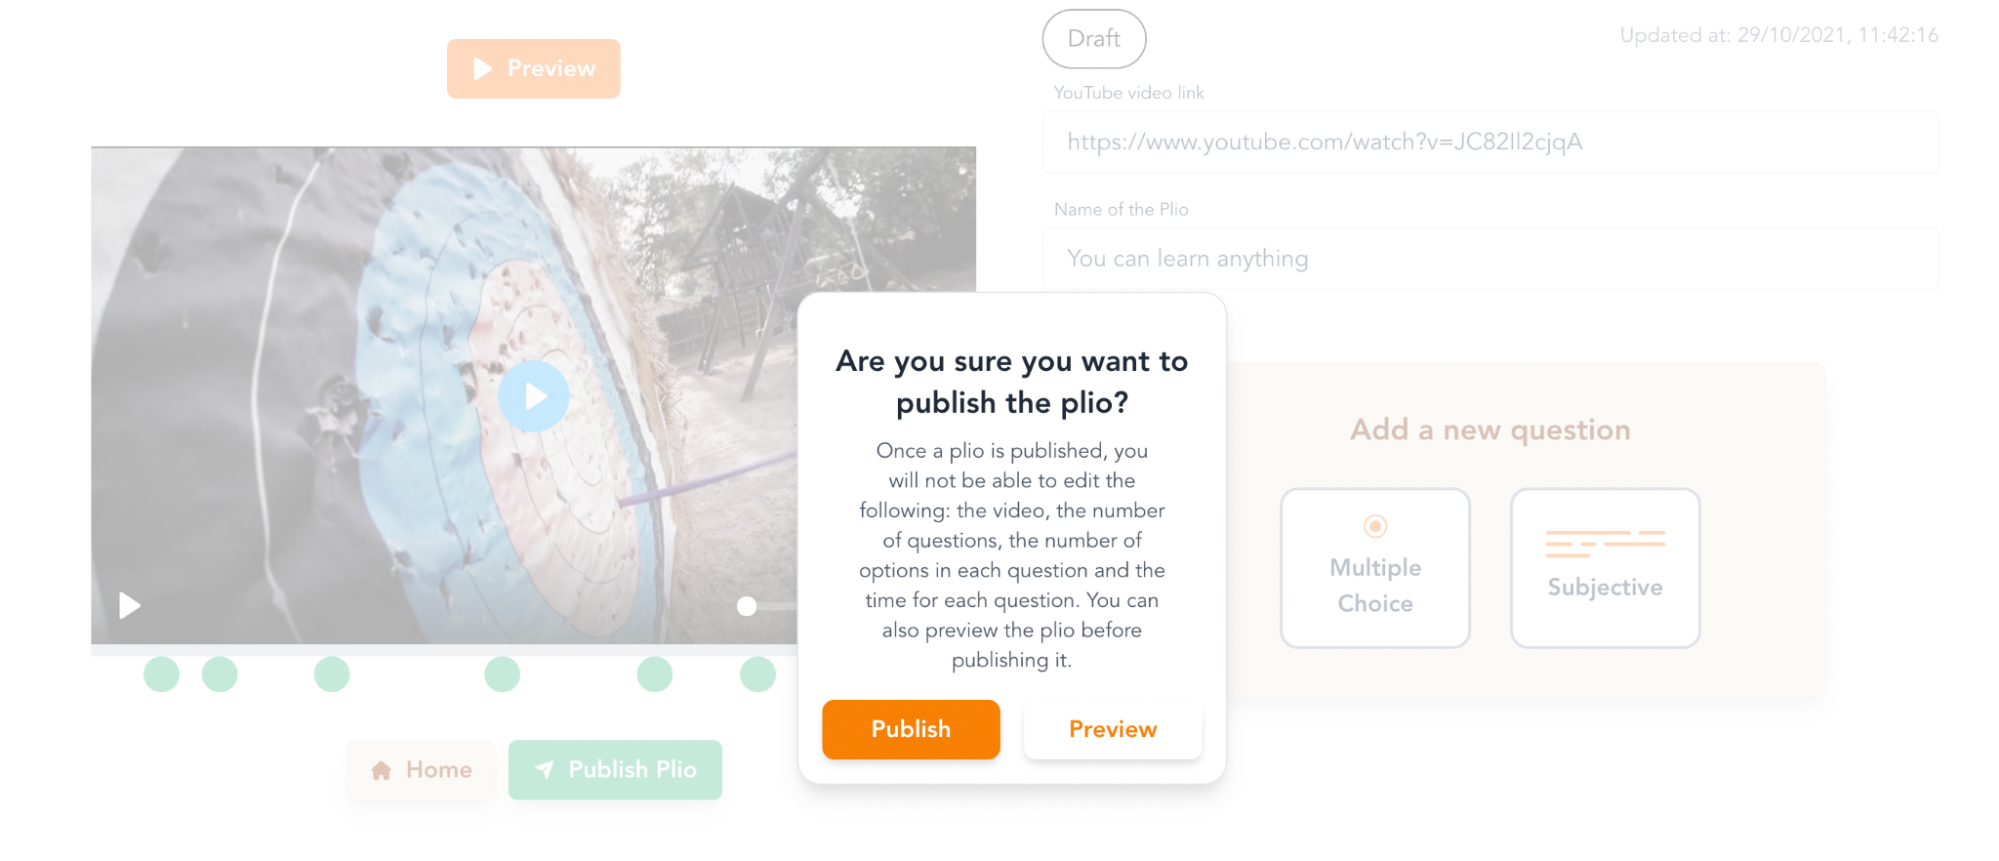 Preview
Draft
Updated at: 29/10/2021, 11:42:16
YouTube video link
https://www.youtube.com/watch?v=JC82Il2cjqA
Name of the Plio
You can learn anything
Are you sure you want to
publish the plio?
Once a plio is published, you
will not be able to edit the
following: the video, the number
of questions, the number of
options in each question and the
time for each question. You can
also preview the plio before
publishing it.
Publish
Preview
Add a new question
Multiple
Choice
Subjective
Home
Publish Plio